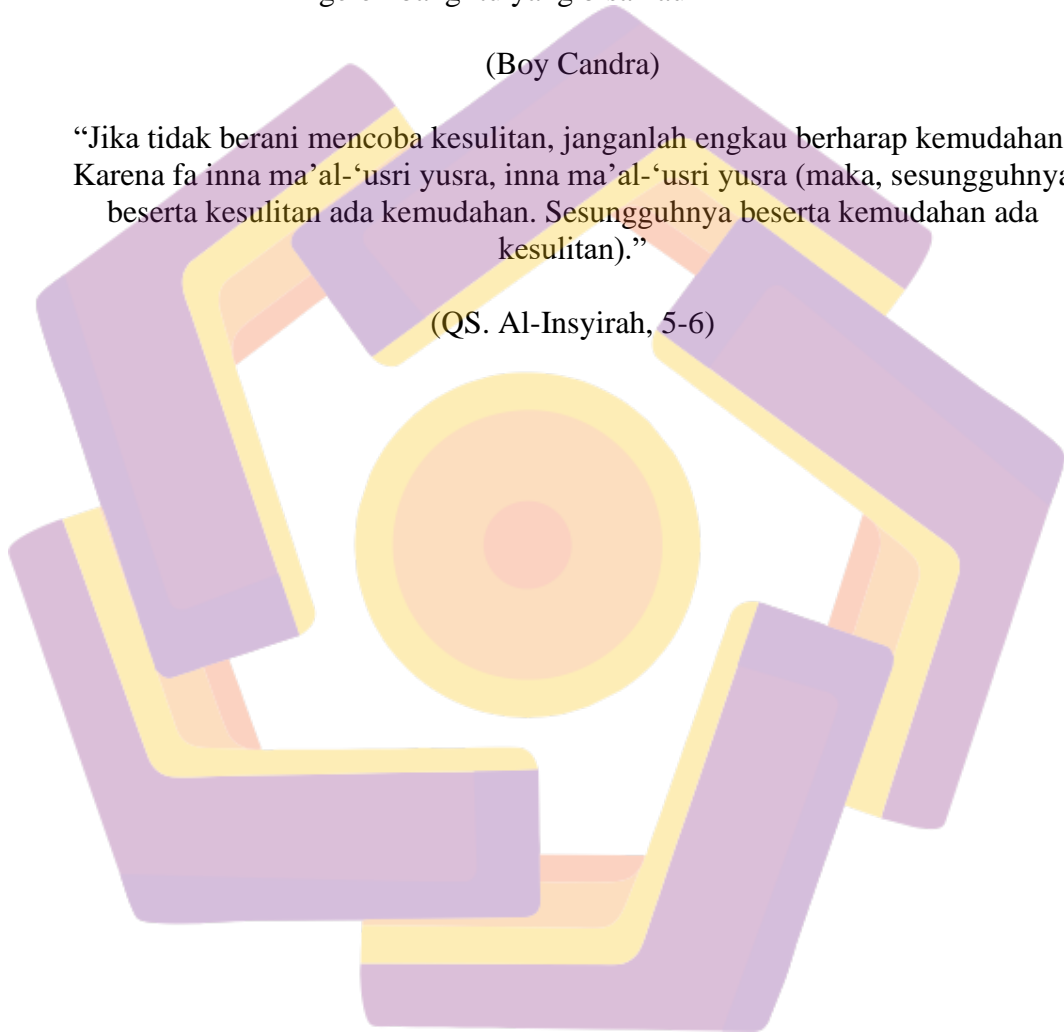 (Boy Candra)
“Jika tidak berani mencoba kesulitan, janganlah engkau berharap kemudahan
Karena fa inna ma’al-‘usri yusra, inna ma’al-‘usri yusra (maka, sesungguhnya
beserta kesulitan ada kemudahan. Sesungguhnya beserta kemudahan ada
kesulitan).”
(QS. Al-Insyirah, 5-6)